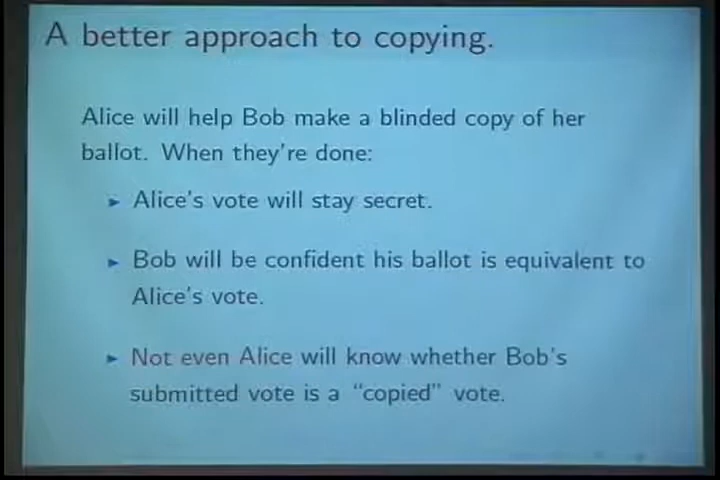 A better approach to copying.
Alice will help Bob make a blinded copy of her
ballot. When they're done:
► Alice's vote will stay secret.
► Bob will be confident his ballot is equivalent to
Alice's vote.
► Not even Alice will know whether Bob's
submitted vote is a “copied” vote.